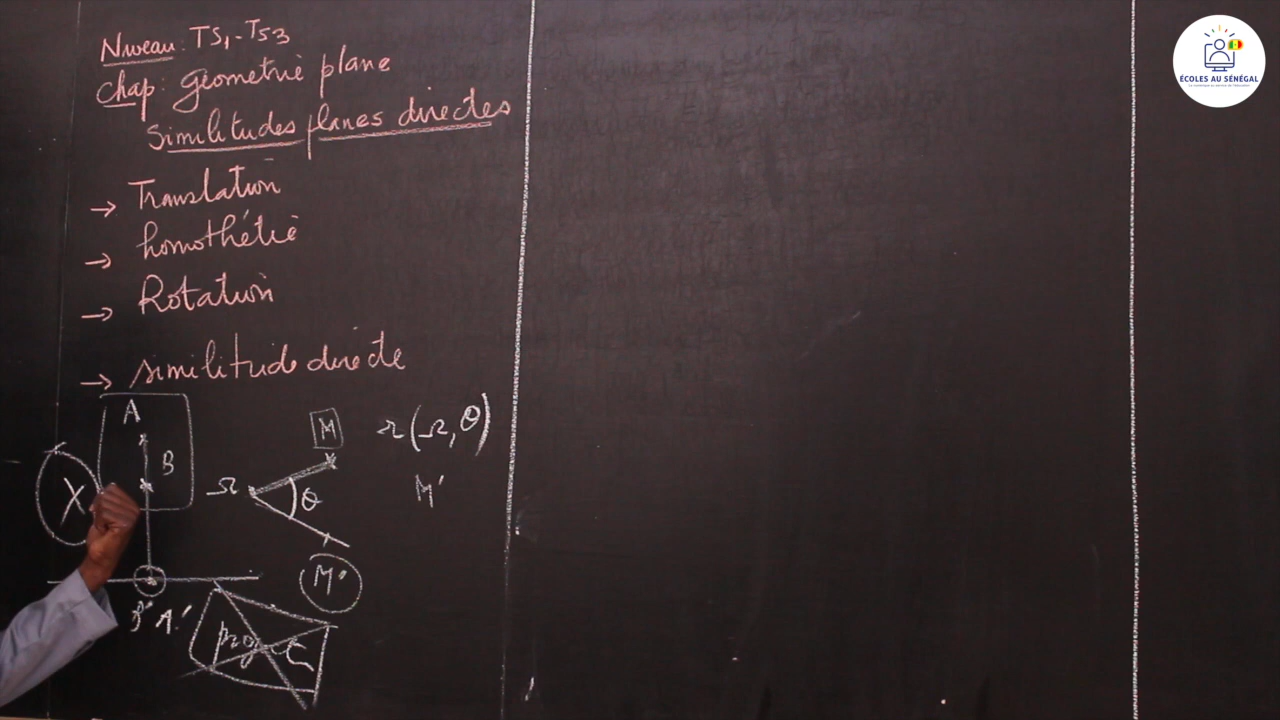 Niveau : TS1 - TS3
Chap : Géométrie plane
Similitudes planes directes
→ Translation
→ homothétie
→ Rotation
→ similitude directe
A
B
X
B' A'
Ω
θ
M
M'
r(Ω, θ)
M'
ÉCOLES AU SÉNÉGAL